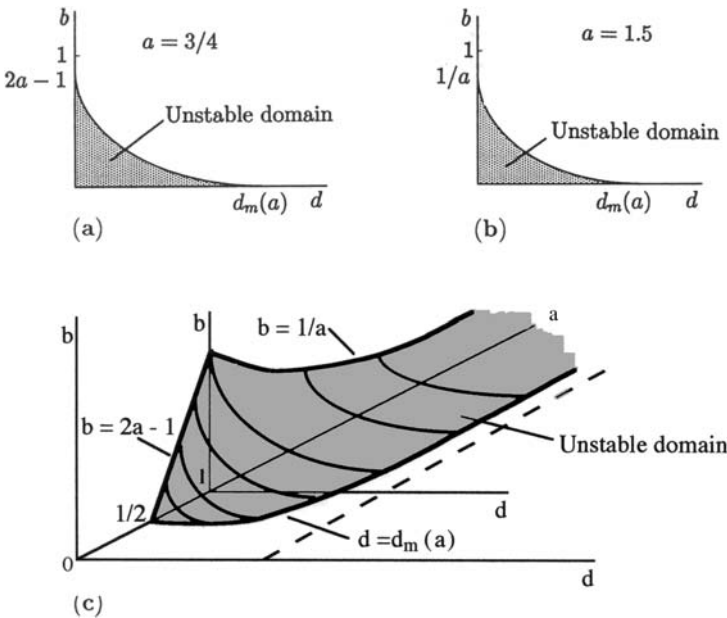 b
1
a = 3/4
2a − 1
Unstable domain
d_m(a)
d
(a)
b
1
a = 1.5
1/a
Unstable domain
d_m(a)
d
(b)
b
b
b = 1/a
a
b = 2a - 1
1
Unstable domain
1/2
d
d =d_m (a)
0
d
(c)